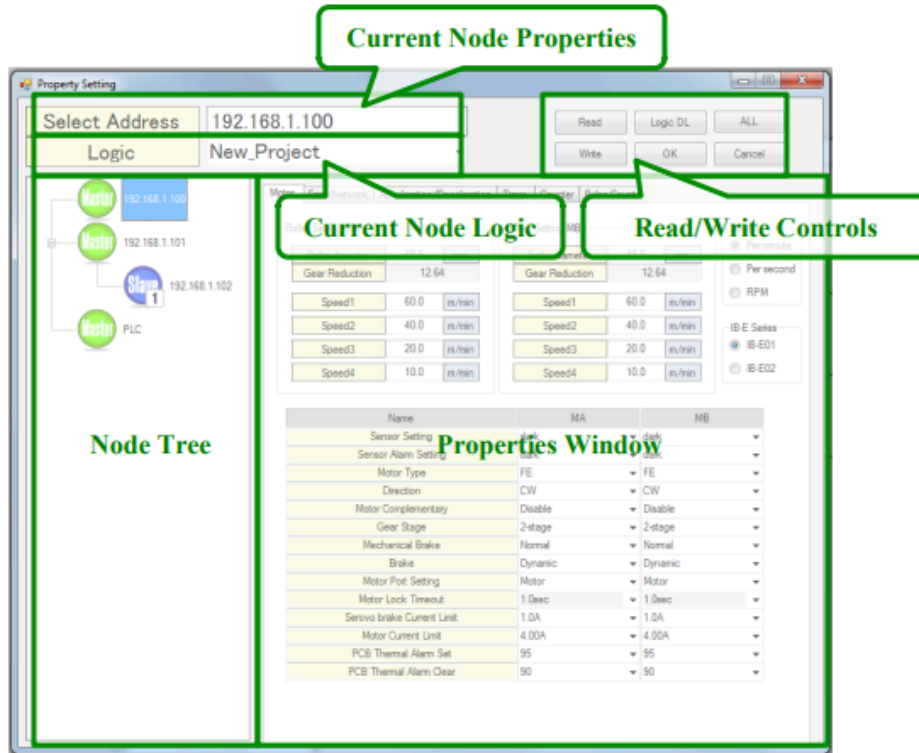 Current Node Properties
Property Setting
Select Address 192.168.1.100
Read Logic DL ALL
Logic New_Project
Write OK Cancel
Master 192.168.1.100
Master 192.168.1.101
Slave 1 192.168.1.102
Master PLC
Node Tree
Current Node Logic
Read/Write Controls
Per minute
Gear Reduction 12.64 Gear Reduction 12.64
Per second
RPM
Speed1 60.0 m/min Speed1 60.0 m/min
Speed2 40.0 m/min Speed2 40.0 m/min
IB-E Series
Speed3 20.0 m/min Speed3 20.0 m/min
IB-E01
Speed4 10.0 m/min Speed4 10.0 m/min
IB-E02
Name MA MB
Properties Window
Sensor Setting dark dark
Sensor Alarm Setting dark dark
Motor Type FE FE
Direction CW CW
Motor Complementary Disable Disable
Gear Stage 2-stage 2-stage
Mechanical Brake Normal Normal
Brake Dynamic Dynamic
Motor Port Setting Motor Motor
Motor Lock Timeout 1.0sec 1.0sec
Serovo brake Current Limit 1.0A 1.0A
Motor Current Limit 4.00A 4.00A
PCB Thermal Alarm Set 95 95
PCB Thermal Alarm Clear 90 90